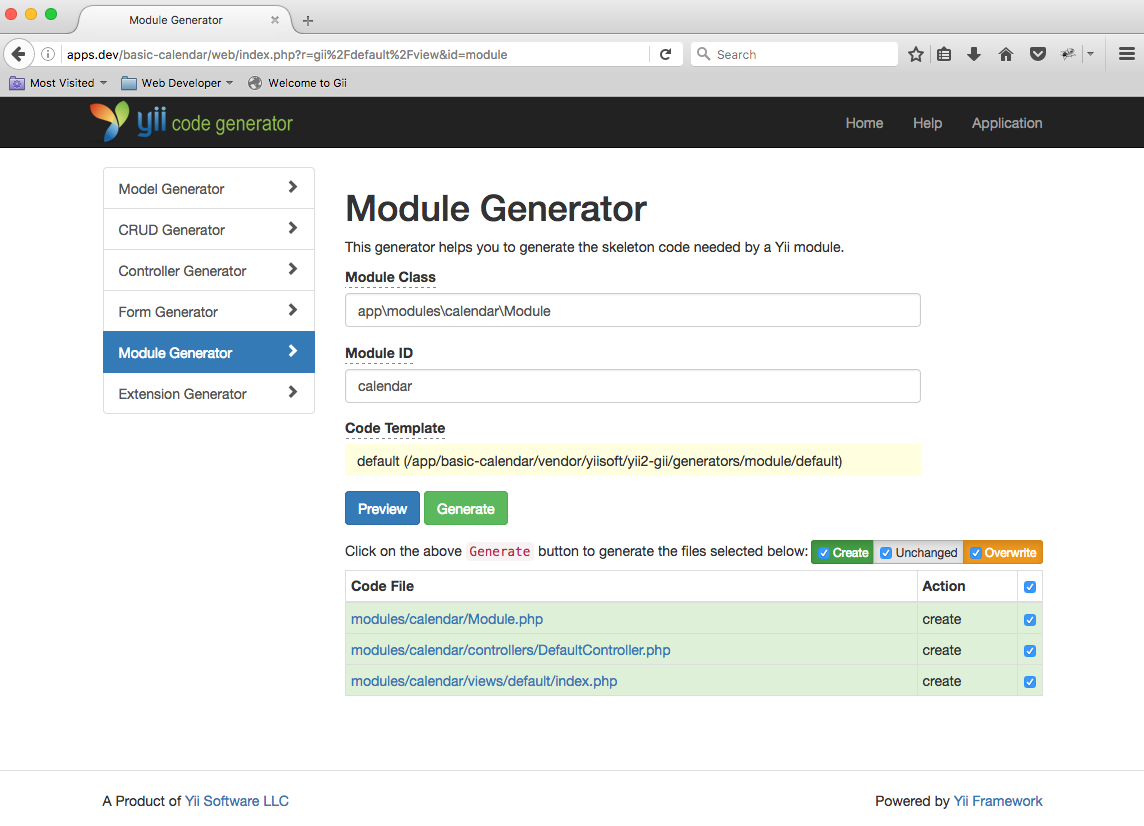 Module Generator
apps.dev/basic-calendar/web/index.php?r=gii%2Fdefault%2Fview&id=module
Search
Most Visited
Web Developer
Welcome to Gii
yii code generator
Home
Help
Application
Model Generator
CRUD Generator
Controller Generator
Form Generator
Module Generator
Extension Generator
Module Generator
This generator helps you to generate the skeleton code needed by a Yii module.
Module Class
app\modules\calendar\Module
Module ID
calendar
Code Template
default (/app/basic-calendar/vendor/yiisoft/yii2-gii/generators/module/default)
Preview
Generate
Click on the above Generate button to generate the files selected below:
Create
Unchanged
Overwrite
Code File
Action
modules/calendar/Module.php
create
modules/calendar/controllers/DefaultController.php
create
modules/calendar/views/default/index.php
create
A Product of Yii Software LLC
Powered by Yii Framework